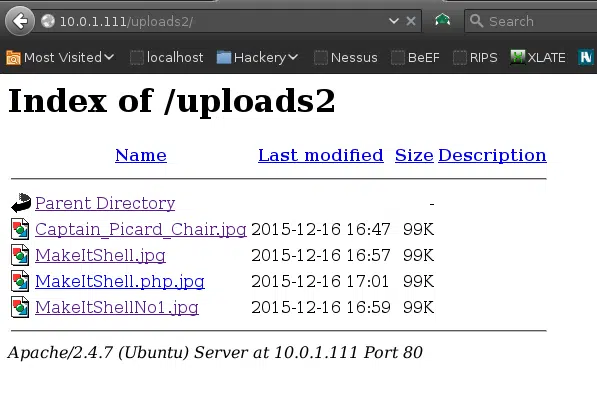 10.0.1.111/uploads2/ Search
Most Visited localhost Hackery Nessus BeEF RIPS XLATE
Index of /uploads2
Name Last modified Size Description
Parent Directory -
Captain_Picard_Chair.jpg 2015-12-16 16:47 99K
MakeItShell.jpg 2015-12-16 16:57 99K
MakeItShell.php.jpg 2015-12-16 17:01 99K
MakeItShellNo1.jpg 2015-12-16 16:59 99K
Apache/2.4.7 (Ubuntu) Server at 10.0.1.111 Port 80